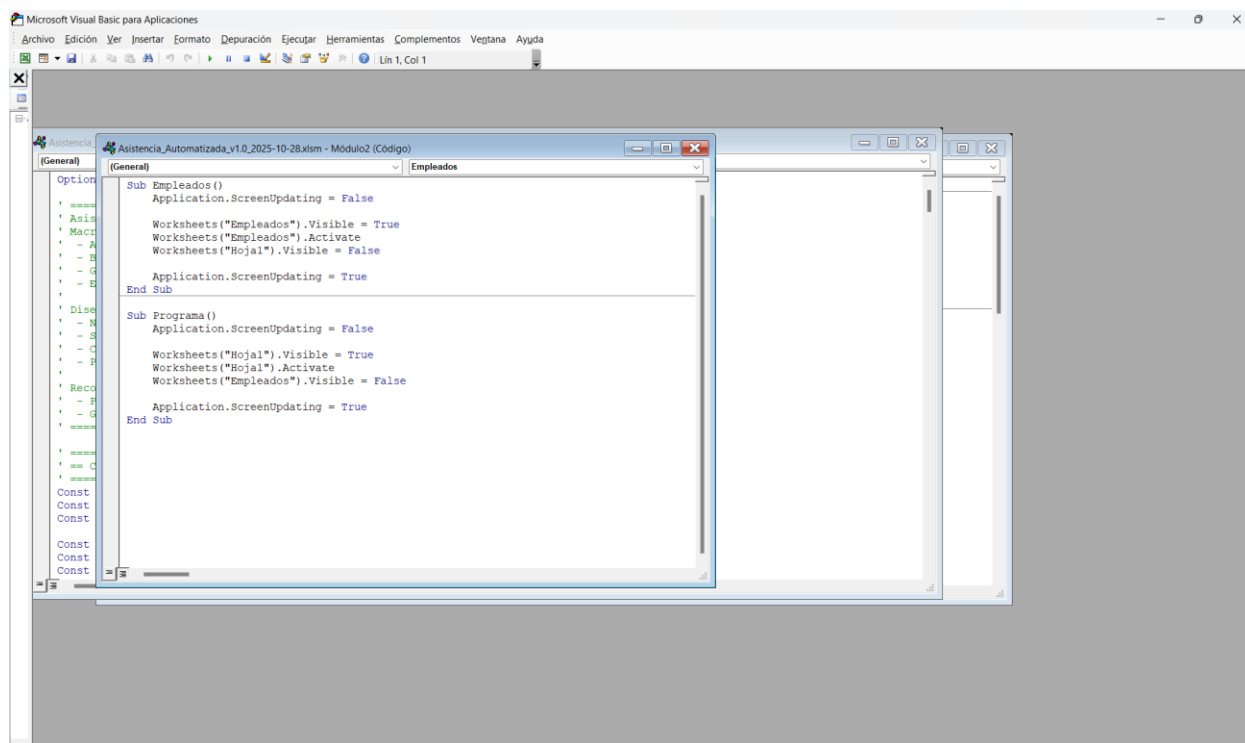 Microsoft Visual Basic para Aplicaciones
Archivo Edición Ver Insertar Formato Depuración Ejecutar Herramientas Complementos Ventana Ayuda
Lín 1, Col 1
Asistencia_
Asistencia_Automatizada_v1.0_2025-10-28.xlsm - Módulo2 (Código)
(General)
(General) Empleados
Option
' ====
' Asis
' Macr
' - A
' - B
' - G
' - E
'
' Dise
' - N
' - S
' - C
' - P
'
' Reco
' - P
' - G
' ====
' ====
' == C
' ====
Const
Const
Const
Const
Const
Const
Sub Empleados()
Application.ScreenUpdating = False
Worksheets("Empleados").Visible = True
Worksheets("Empleados").Activate
Worksheets("Hoja1").Visible = False
Application.ScreenUpdating = True
End Sub
Sub Programa()
Application.ScreenUpdating = False
Worksheets("Hoja1").Visible = True
Worksheets("Hoja1").Activate
Worksheets("Empleados").Visible = False
Application.ScreenUpdating = True
End Sub